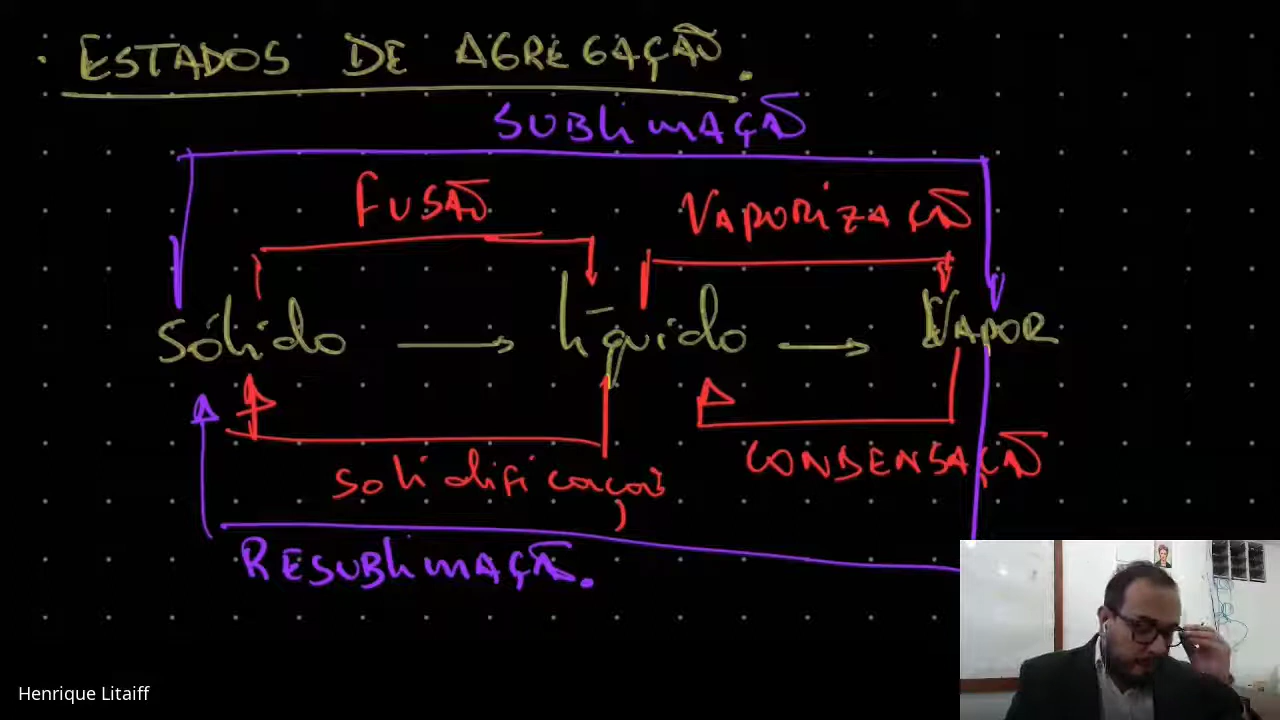 . ESTADOS DE AGREGAÇÃO.
SUBlimAÇÃO
FUSÃO
VAPORizAÇÃO
sólido → líquido → VAPOR
solidificação
CONDENSAÇÃO
RESUBlimAÇÃO.
Henrique Litaiff